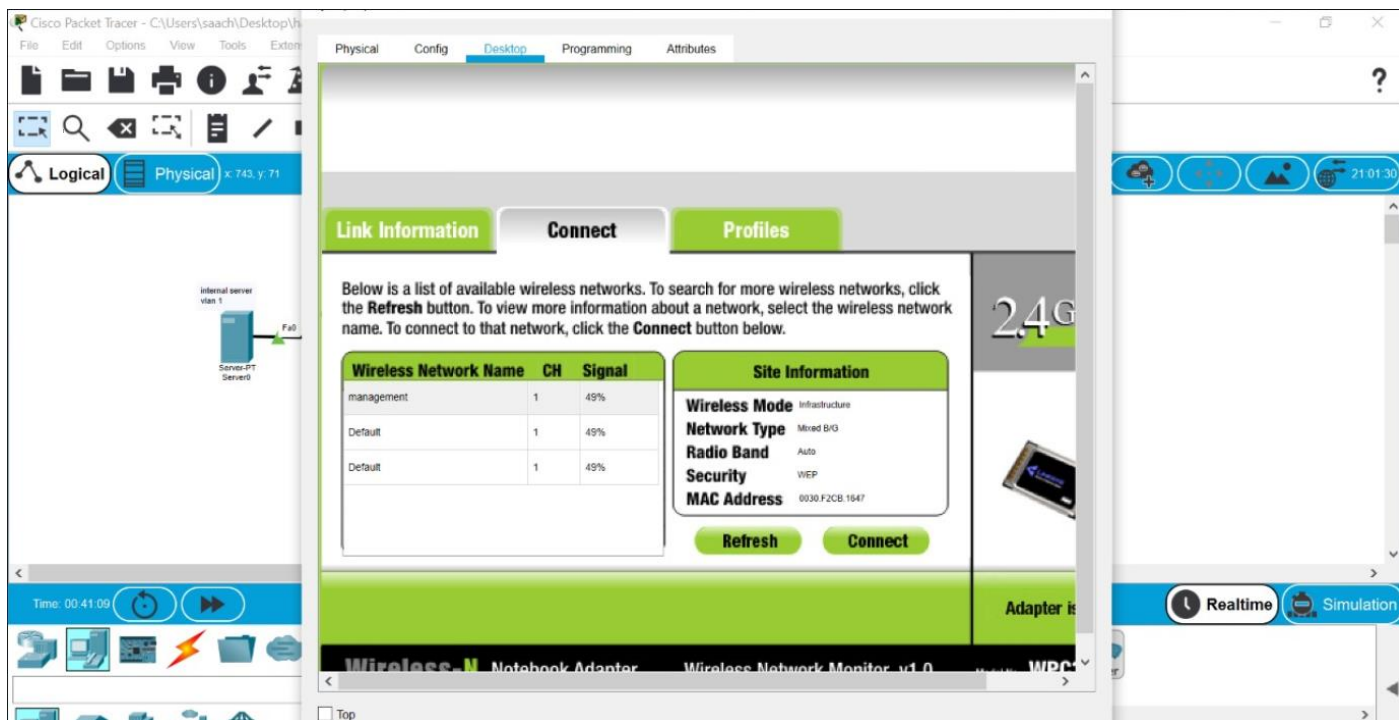 Cisco Packet Tracer - C:\Users\saach\Desktop\h
File Edit Options View Tools Exten
Physical Config Desktop Programming Attributes
?
Logical Physical x: 743, y: 71
21:01:30
Link Information Connect Profiles
Below is a list of available wireless networks. To search for more wireless networks, click
the Refresh button. To view more information about a network, select the wireless network
name. To connect to that network, click the Connect button below.
2.4G
internal server
vlan 1
Fa0
Server-PT
Server0
Wireless Network Name CH Signal
management 1 49%
Default 1 49%
Default 1 49%
Site Information
Wireless Mode Infrastructure
Network Type Mixed B/G
Radio Band Auto
Security WEP
MAC Address 0030.F2CB.1647
Refresh Connect
Adapter is
Time: 00:41:09
Realtime Simulation
Wireless-N Notebook Adapter Wireless Network Monitor v1.0
Top